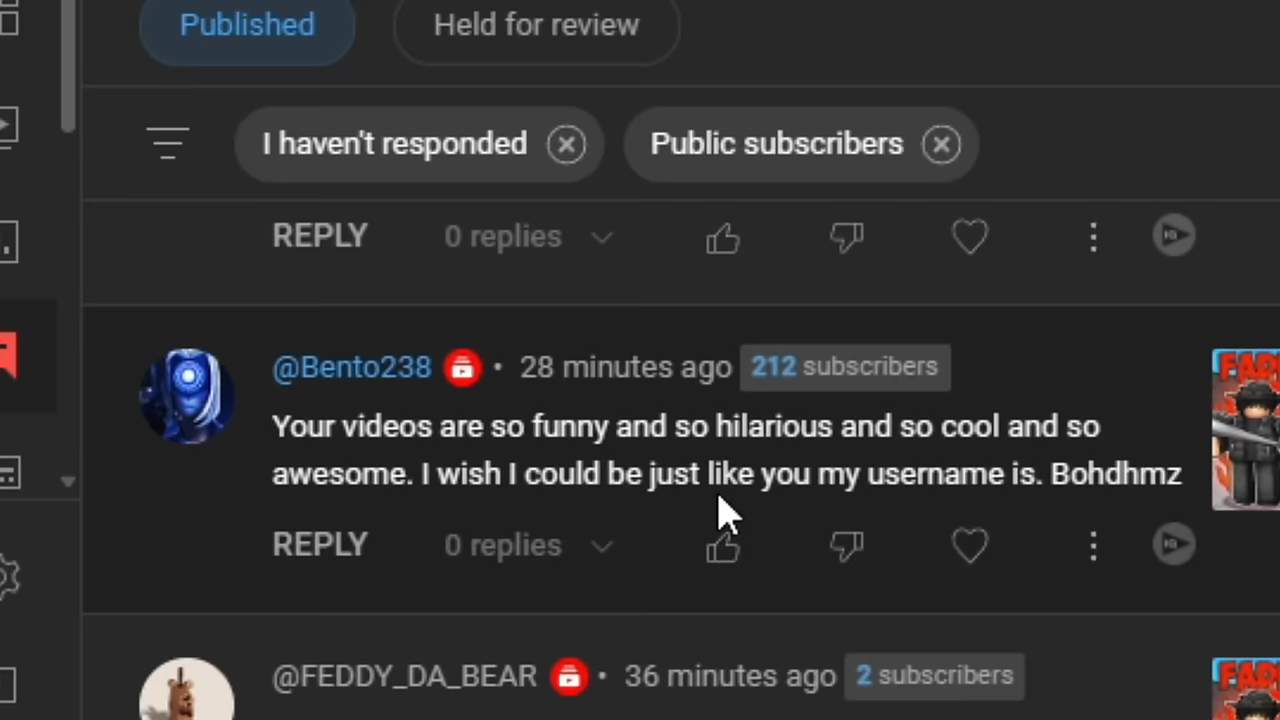 Published
Held for review
I haven't responded
Public subscribers
REPLY
0 replies
@Bento238 • 28 minutes ago 212 subscribers
Your videos are so funny and so hilarious and so cool and so
awesome. I wish I could be just like you my username is. Bohdhmz
REPLY
0 replies
@FEDDY_DA_BEAR • 36 minutes ago 2 subscribers